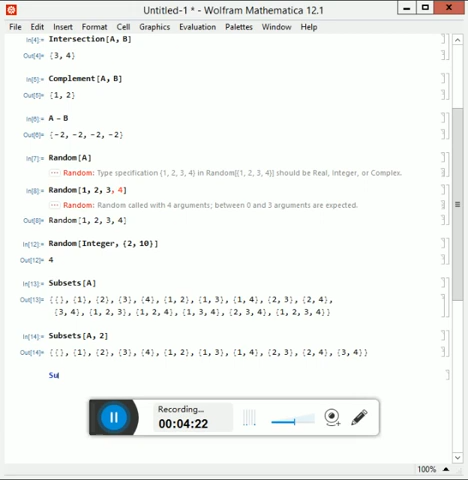 Untitled-1 * - Wolfram Mathematica 12.1
File Edit Insert Format Cell Graphics Evaluation Palettes Window Help
In[4]:= Intersection[A, B]
Out[4]= {3, 4}
In[5]:= Complement[A, B]
Out[5]= {1, 2}
In[6]:= A - B
Out[6]= {-2, -2, -2, -2}
In[7]:= Random[A]
Random: Type specification {1, 2, 3, 4} in Random[{1, 2, 3, 4}] should be Real, Integer, or Complex.
In[8]:= Random[1, 2, 3, 4]
Random: Random called with 4 arguments; between 0 and 3 arguments are expected.
Out[8]= Random[1, 2, 3, 4]
In[12]:= Random[Integer, {2, 10}]
Out[12]= 4
In[13]:= Subsets[A]
Out[13]= {{}, {1}, {2}, {3}, {4}, {1, 2}, {1, 3}, {1, 4}, {2, 3}, {2, 4},
{3, 4}, {1, 2, 3}, {1, 2, 4}, {1, 3, 4}, {2, 3, 4}, {1, 2, 3, 4}}
In[14]:= Subsets[A, 2]
Out[14]= {{}, {1}, {2}, {3}, {4}, {1, 2}, {1, 3}, {1, 4}, {2, 3}, {2, 4}, {3, 4}}
Su
Recording...
00:04:22
100%